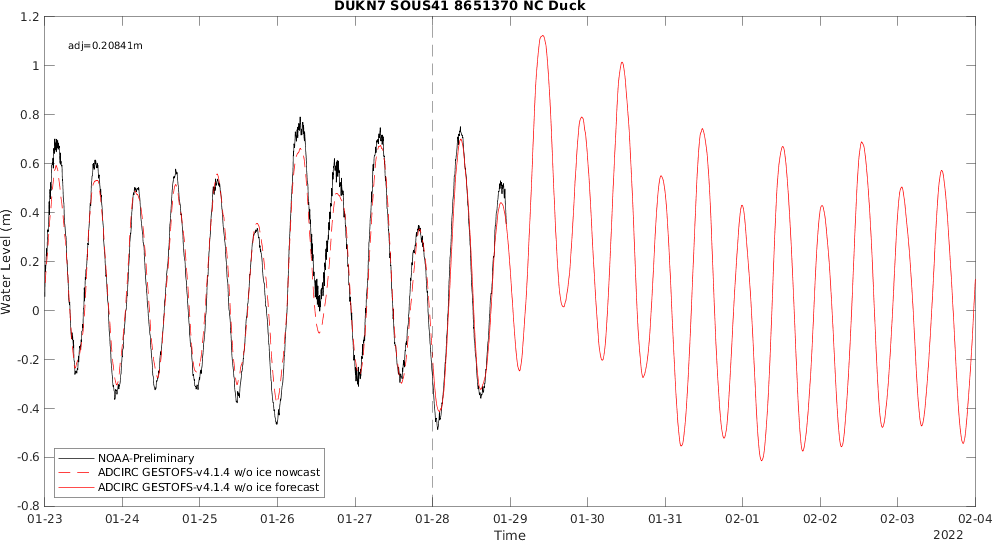 DUKN7 SOUS41 8651370 NC Duck
adj=0.20841m
1.2
1
0.8
0.6
0.4
0.2
0
-0.2
-0.4
-0.6
-0.8
Water Level (m)
NOAA-Preliminary
ADCIRC GESTOFS-v4.1.4 w/o ice nowcast
ADCIRC GESTOFS-v4.1.4 w/o ice forecast
01-23 01-24 01-25 01-26 01-27 01-28 01-29 01-30 01-31 02-01 02-02 02-03 02-04
Time
2022